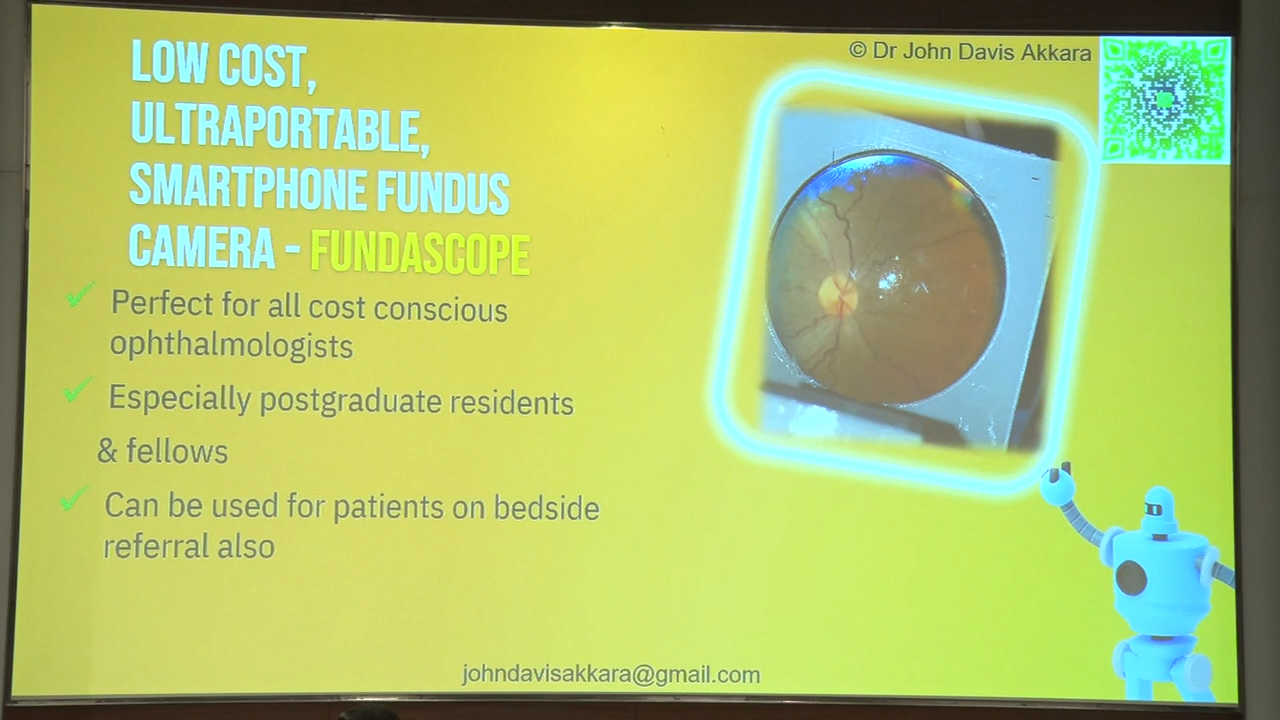 © Dr John Davis Akkara
LOW COST,
ULTRAPORTABLE,
SMARTPHONE FUNDUS
CAMERA - FUNDASCOPE
Perfect for all cost conscious
ophthalmologists
Especially postgraduate residents
& fellows
Can be used for patients on bedside
referral also
johndavisakkara@gmail.com